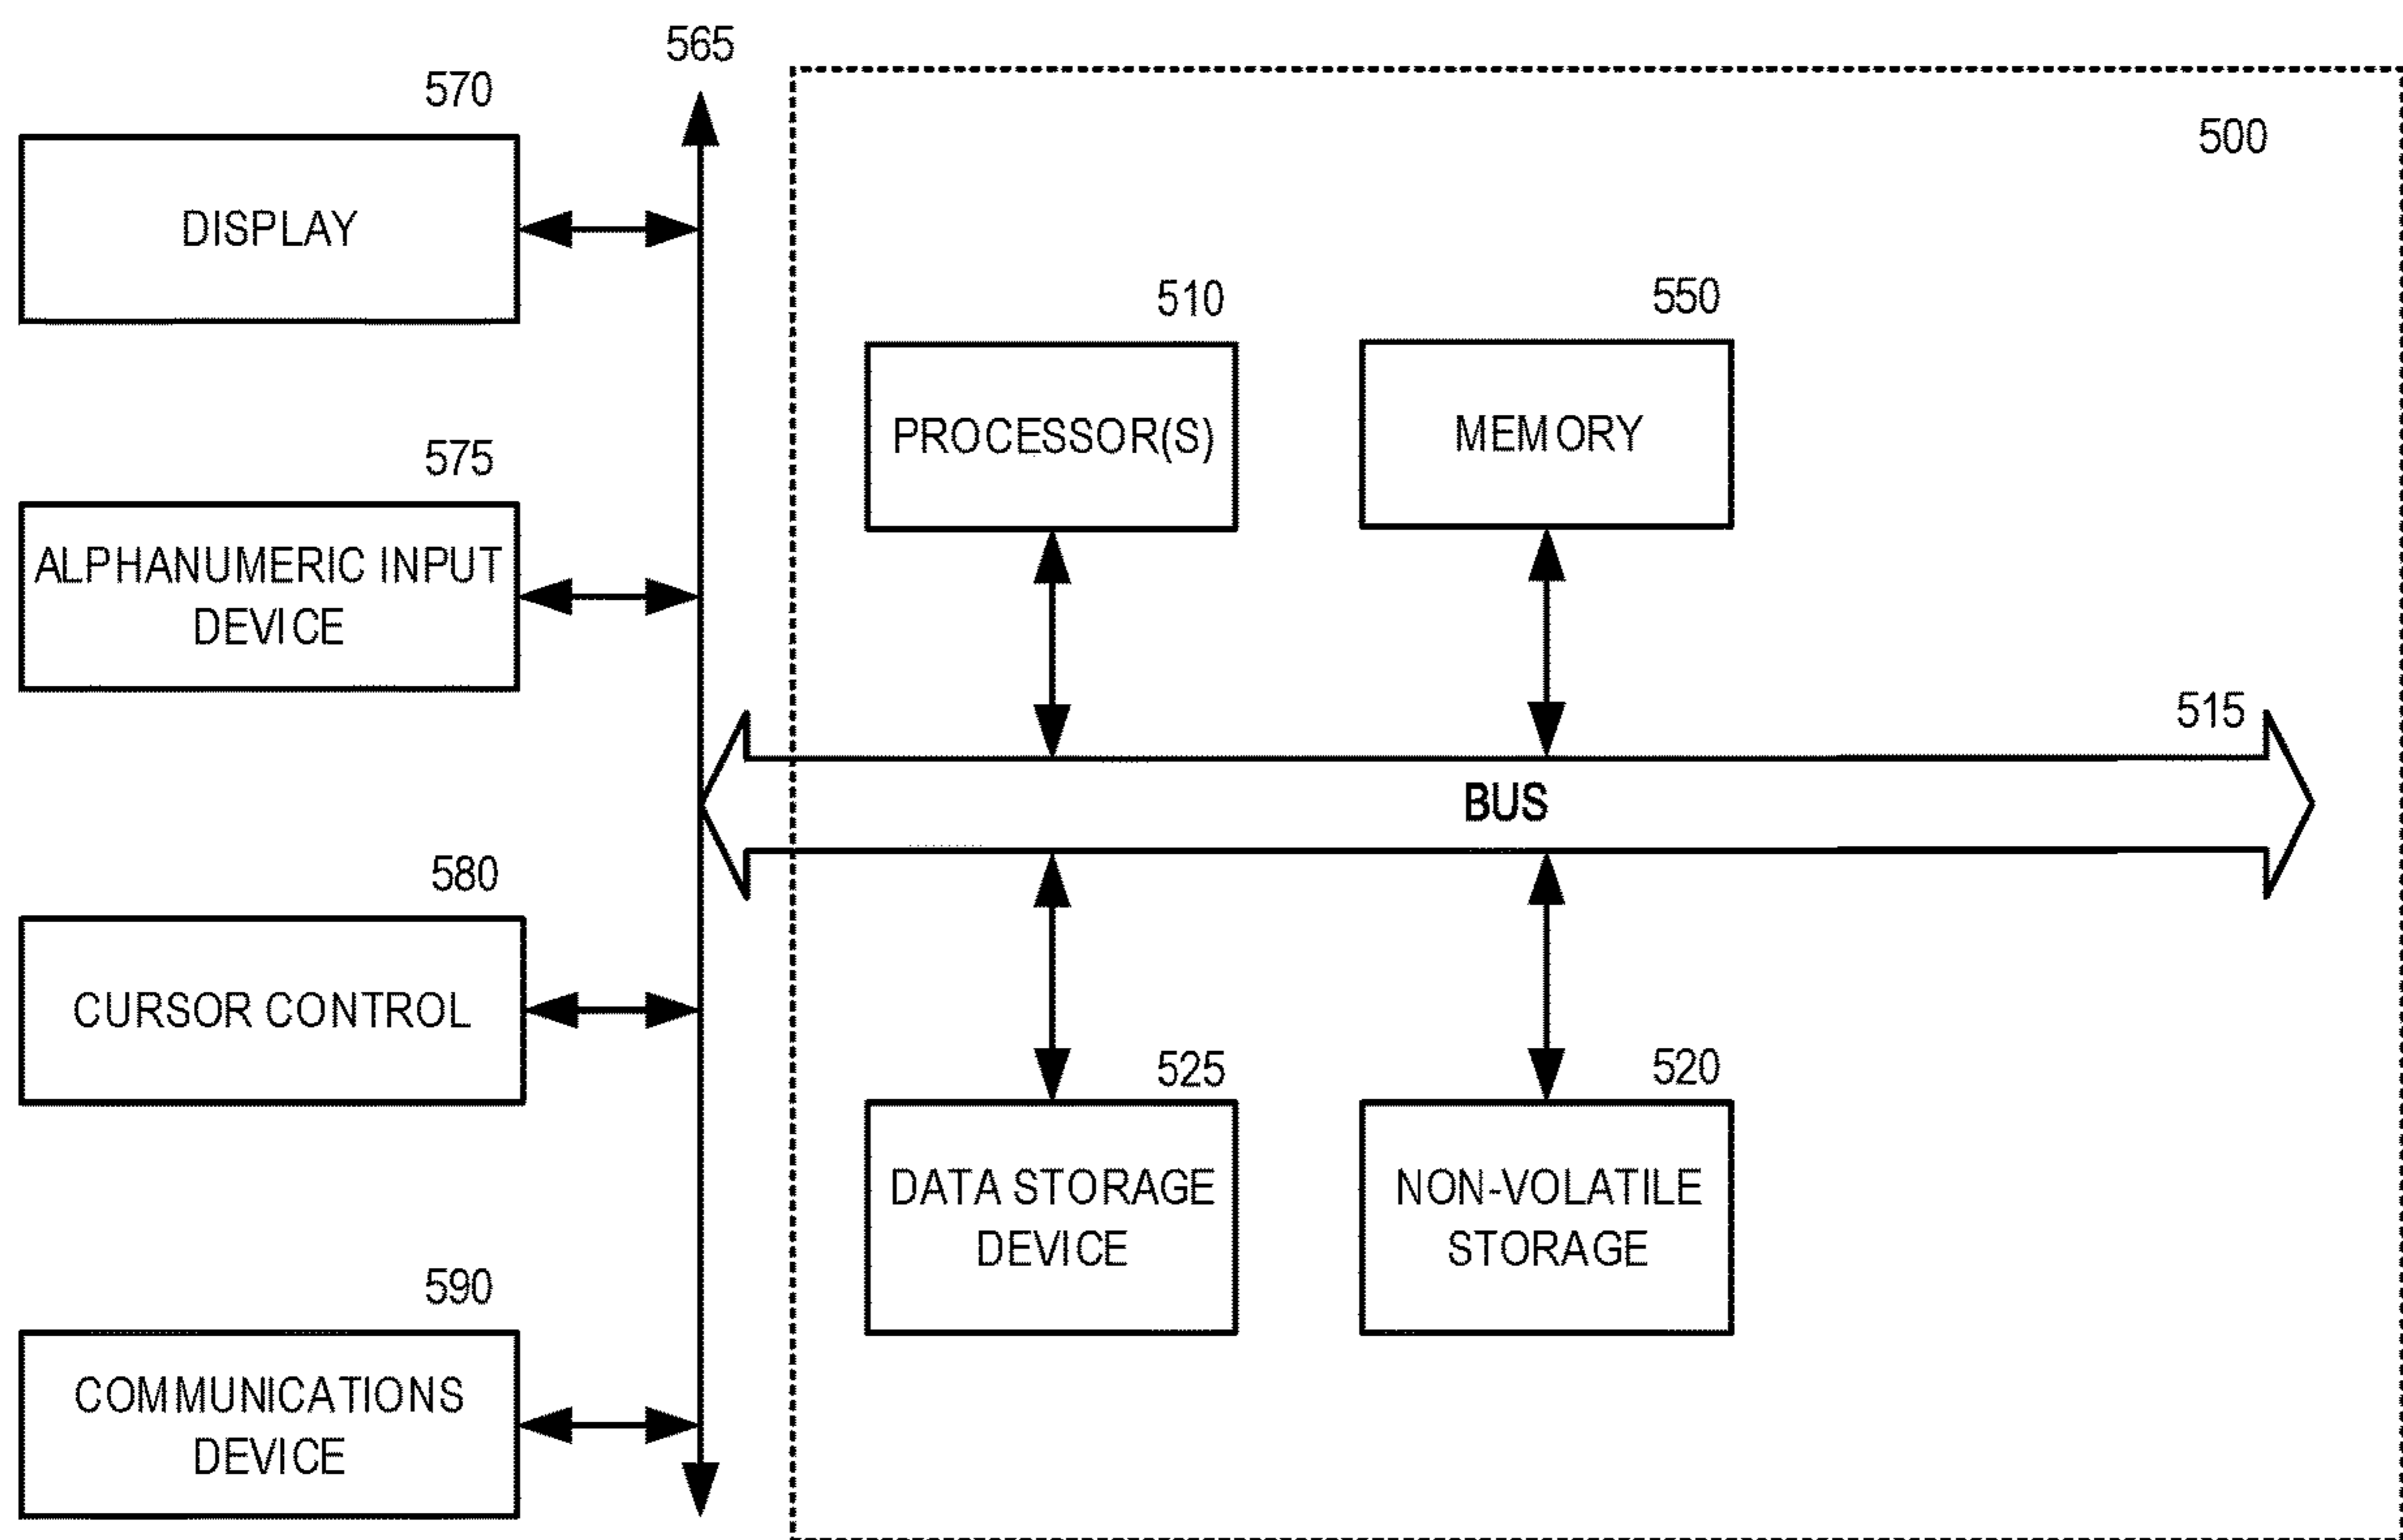 565
570
500
DISPLAY
510
550
PROCESSOR(S)
MEMORY
575
ALPHANUMERIC INPUT
DEVICE
515
BUS
580
CURSOR CONTROL
525
520
DATA STORAGE
DEVICE
NON-VOLATILE
STORAGE
590
COMMUNICATIONS
DEVICE